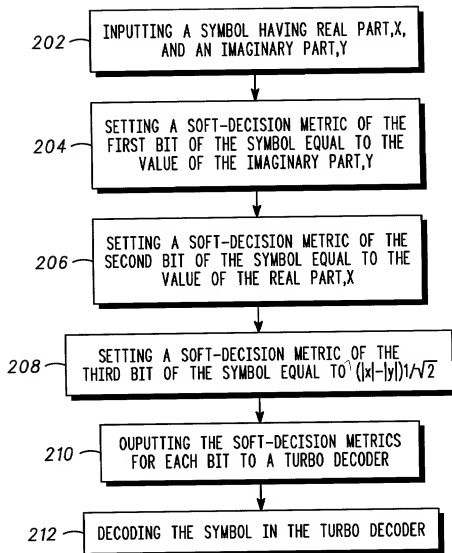 202
INPUTTING A SYMBOL HAVING REAL PART,X,
AND AN IMAGINARY PART,Y
204
SETTING A SOFT-DECISION METRIC OF THE
FIRST BIT OF THE SYMBOL EQUAL TO THE
VALUE OF THE IMAGINARY PART,Y
206
SETTING A SOFT-DECISION METRIC OF THE
SECOND BIT OF THE SYMBOL EQUAL TO THE
VALUE OF THE REAL PART,X
208
SETTING A SOFT-DECISION METRIC OF THE
THIRD BIT OF THE SYMBOL EQUAL TO (|x|-|y|)1/√2
210
OUPUTTING THE SOFT-DECISION METRICS
FOR EACH BIT TO A TURBO DECODER
212
DECODING THE SYMBOL IN THE TURBO DECODER